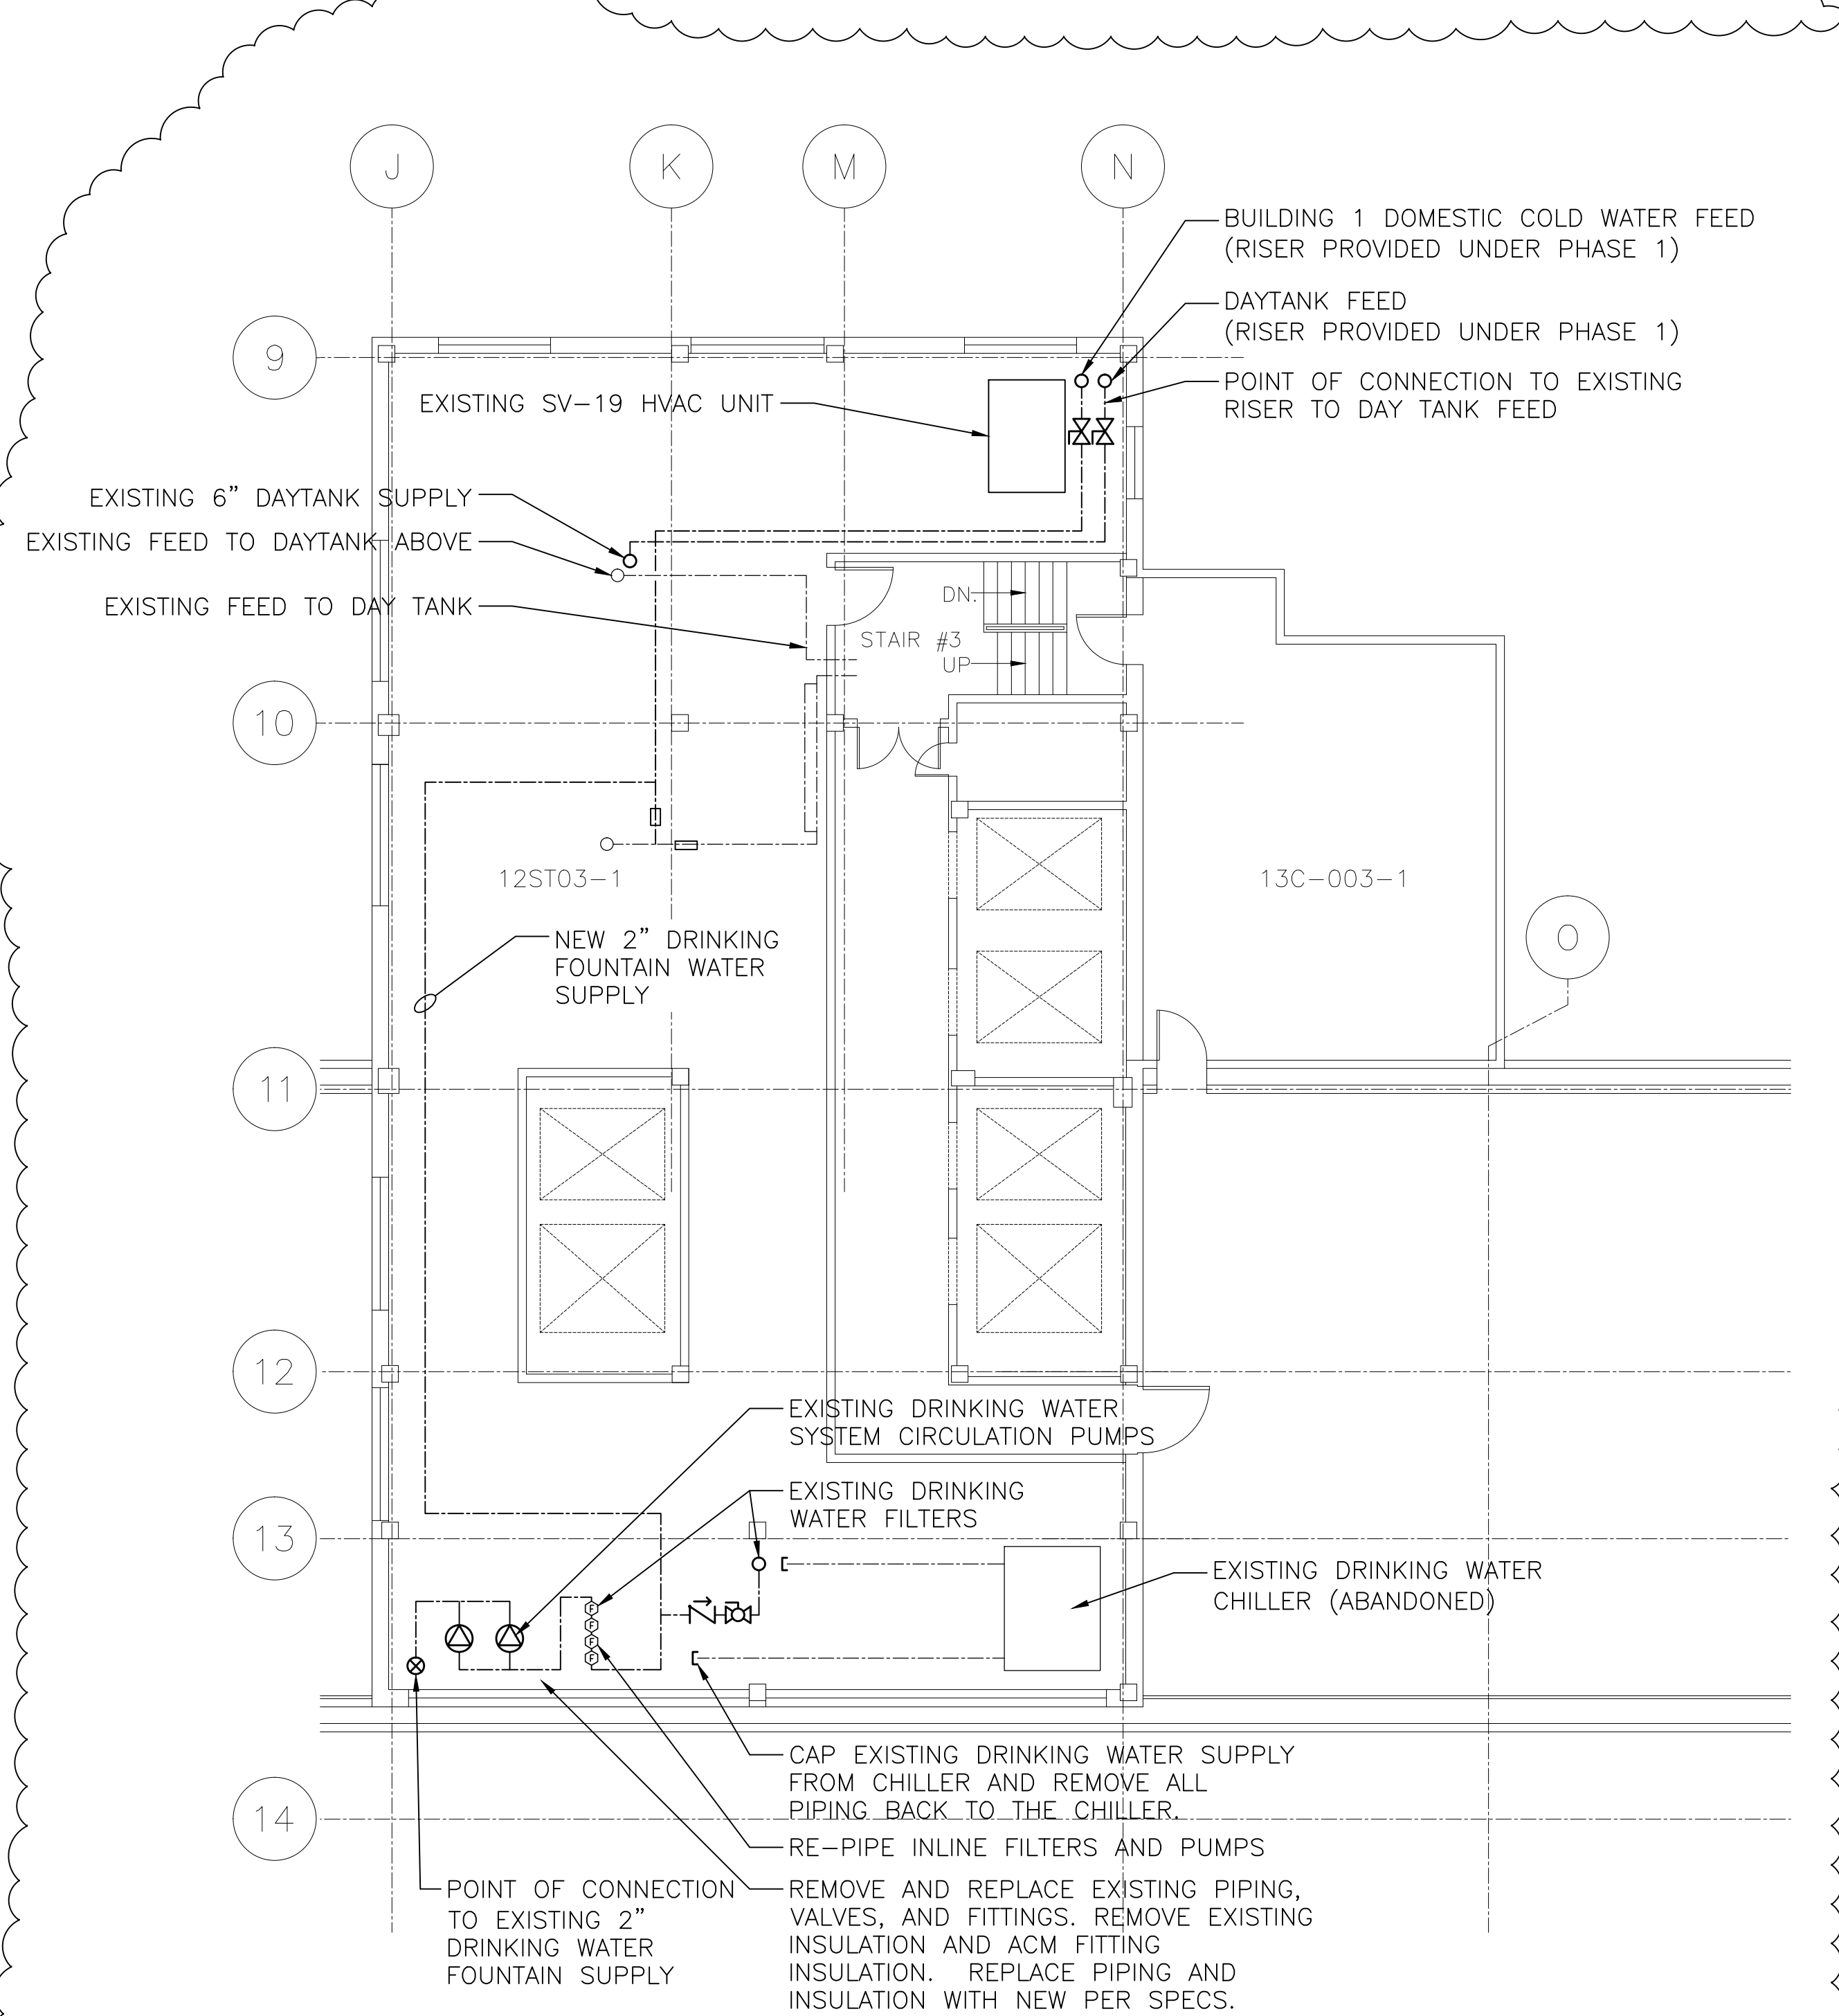 J
K
M
N
BUILDING 1 DOMESTIC COLD WATER FEED
(RISER PROVIDED UNDER PHASE 1)
DAYTANK FEED
(RISER PROVIDED UNDER PHASE 1)
9
POINT OF CONNECTION TO EXISTING
RISER TO DAY TANK FEED
EXISTING SV-19 HVAC UNIT
EXISTING 6" DAYTANK SUPPLY
EXISTING FEED TO DAYTANK ABOVE
EXISTING FEED TO DAY TANK
DN.
STAIR #3
UP
10
12ST03-1
13C-003-1
NEW 2" DRINKING
FOUNTAIN WATER
SUPPLY
O
11
12
EXISTING DRINKING WATER
SYSTEM CIRCULATION PUMPS
EXISTING DRINKING
WATER FILTERS
13
EXISTING DRINKING WATER
CHILLER (ABANDONED)
F
F
F
F
CAP EXISTING DRINKING WATER SUPPLY
FROM CHILLER AND REMOVE ALL
PIPING BACK TO THE CHILLER.
14
RE-PIPE INLINE FILTERS AND PUMPS
POINT OF CONNECTION
TO EXISTING 2"
DRINKING WATER
FOUNTAIN SUPPLY
REMOVE AND REPLACE EXISTING PIPING,
VALVES, AND FITTINGS. REMOVE EXISTING
INSULATION AND ACM FITTING
INSULATION. REPLACE PIPING AND
INSULATION WITH NEW PER SPECS.